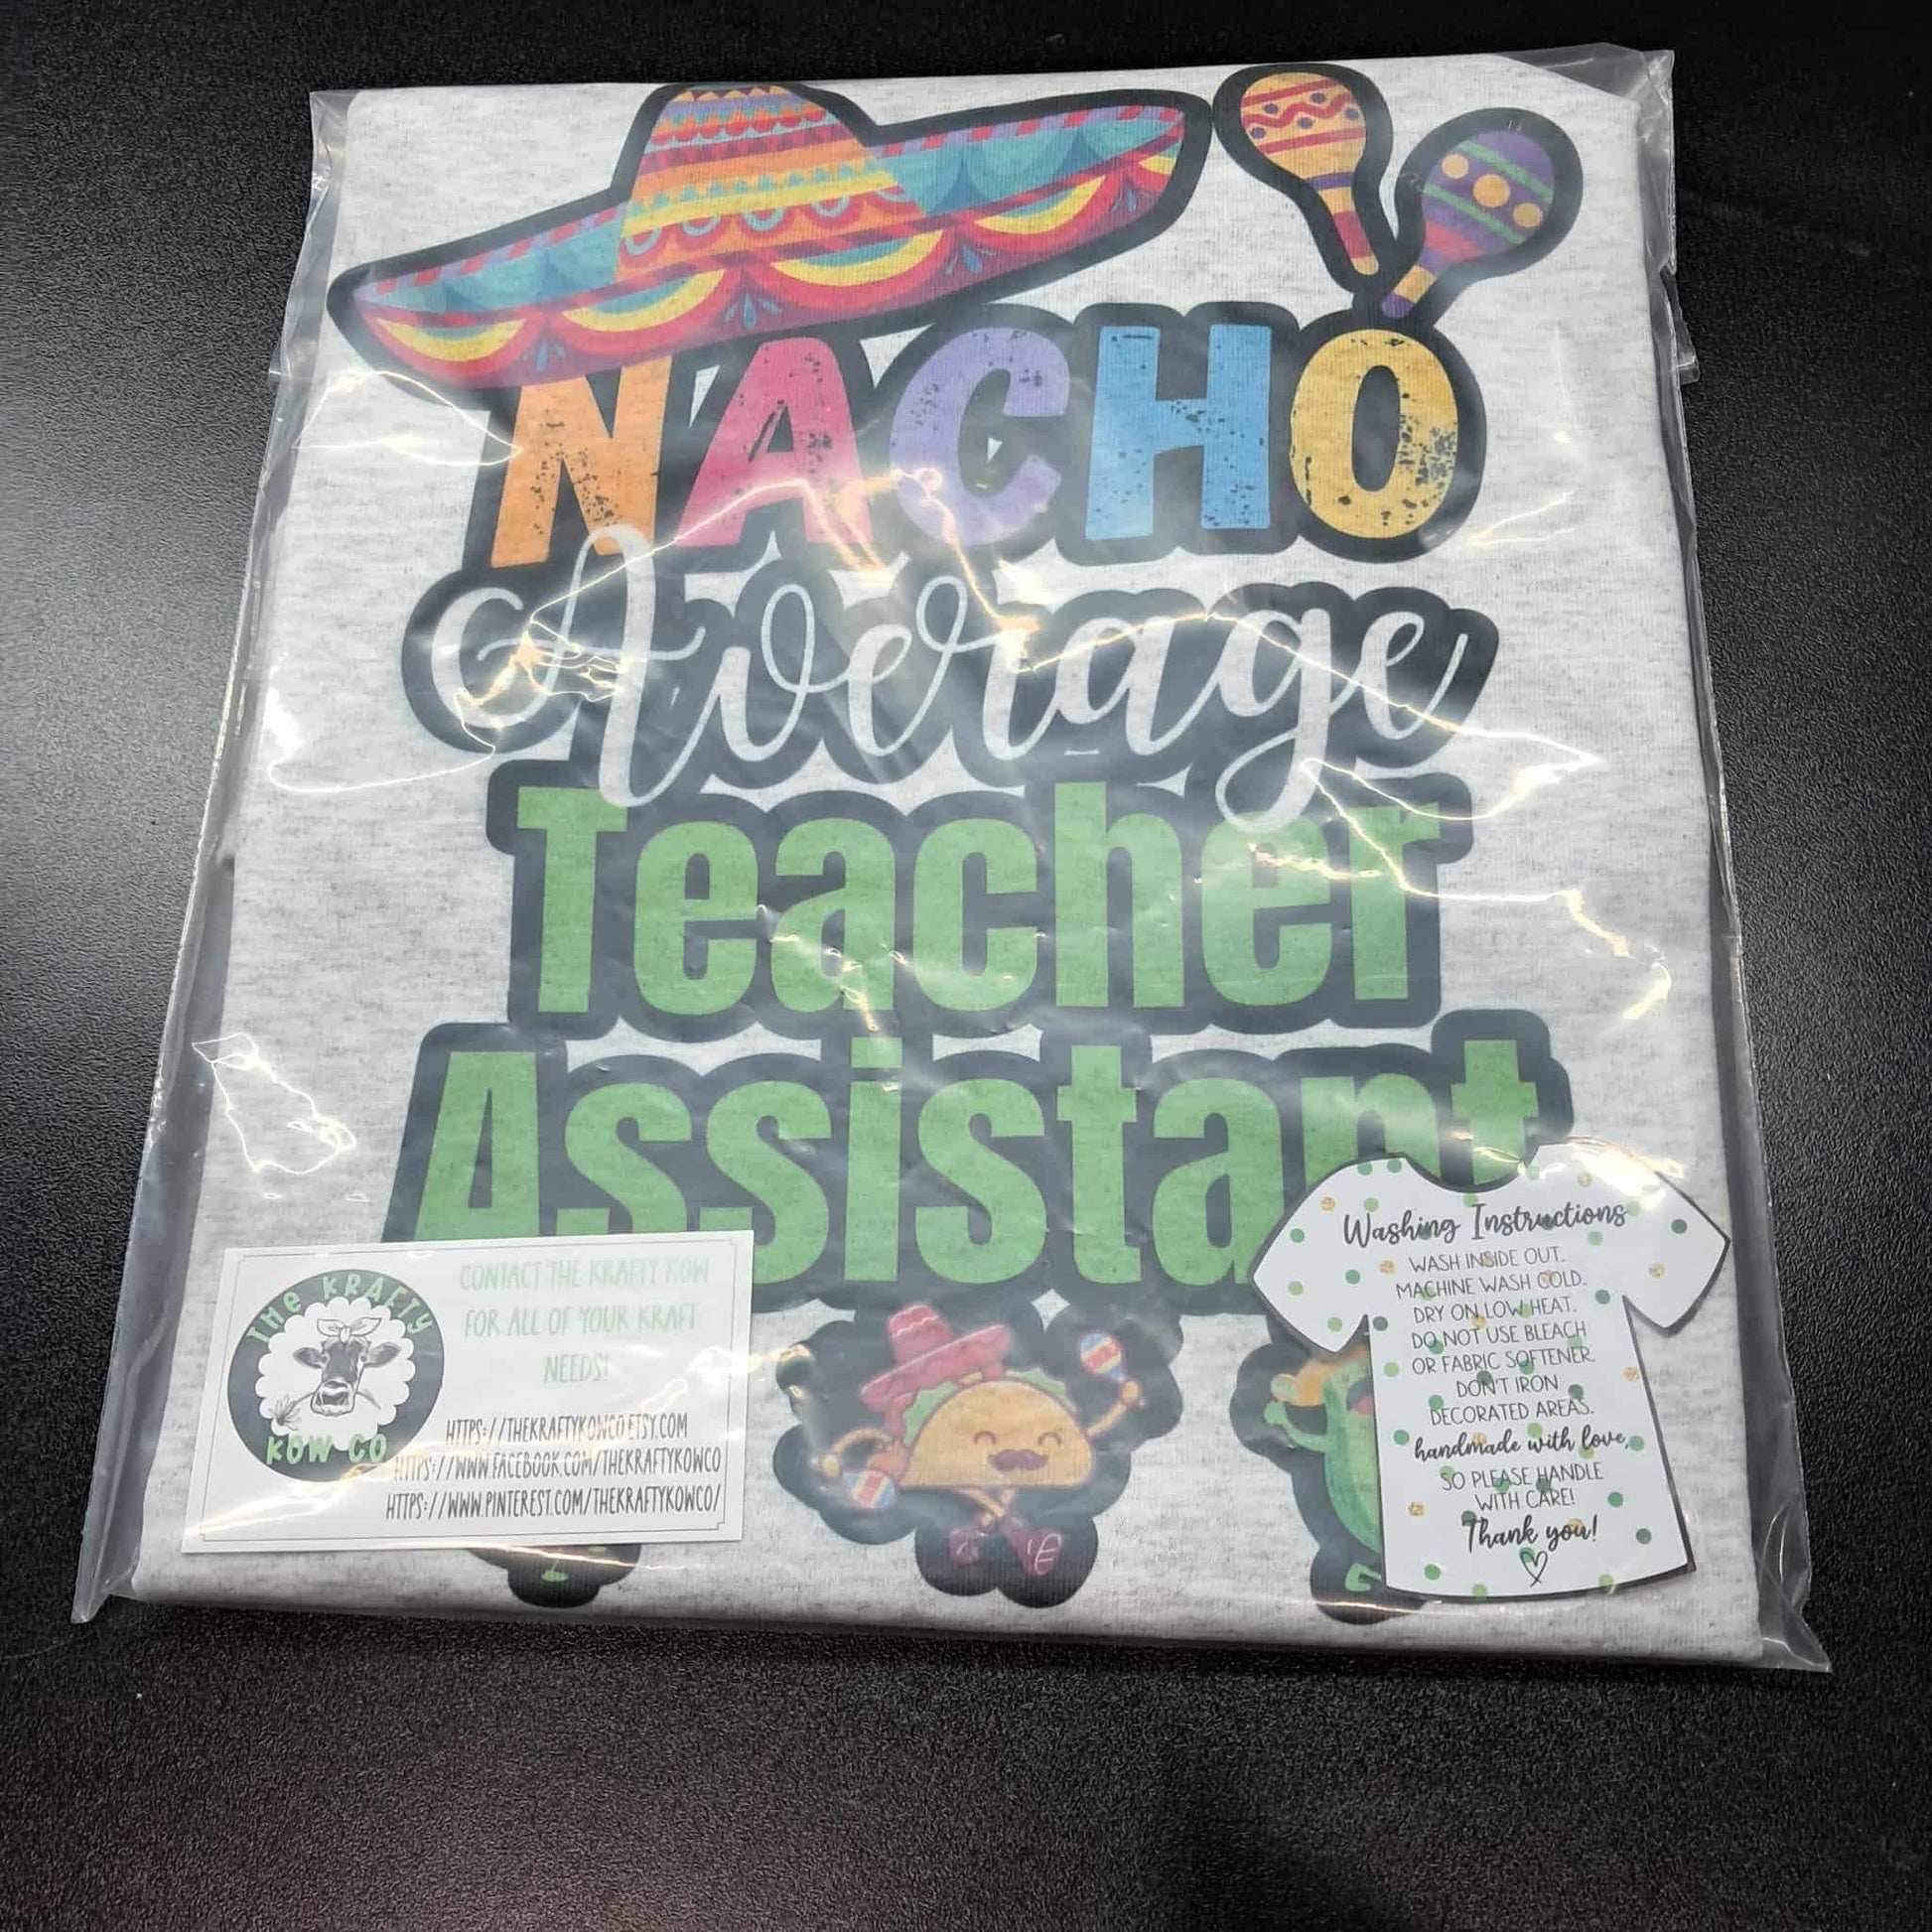 NACHO
Average
Teacher
Assistant
THE KRAFTY
KOW CO
CONTACT THE KRAFTY KOW
FOR ALL OF YOUR KRAFT
NEEDS!
HTTPS://THEKRAFTYKOWCO.ETSY.COM
HTTPS://WWW.FACEBOOK.COM/THEKRAFTYKOWCO
HTTPS://WWW.PINTEREST.COM/THEKRAFTYKOWCO/
Washing Instructions
WASH INSIDE OUT.
MACHINE WASH COLD.
DRY ON LOW HEAT.
DO NOT USE BLEACH
OR FABRIC SOFTENER.
DON'T IRON
DECORATED AREAS.
handmade with love,
SO PLEASE HANDLE
WITH CARE!
Thank you!